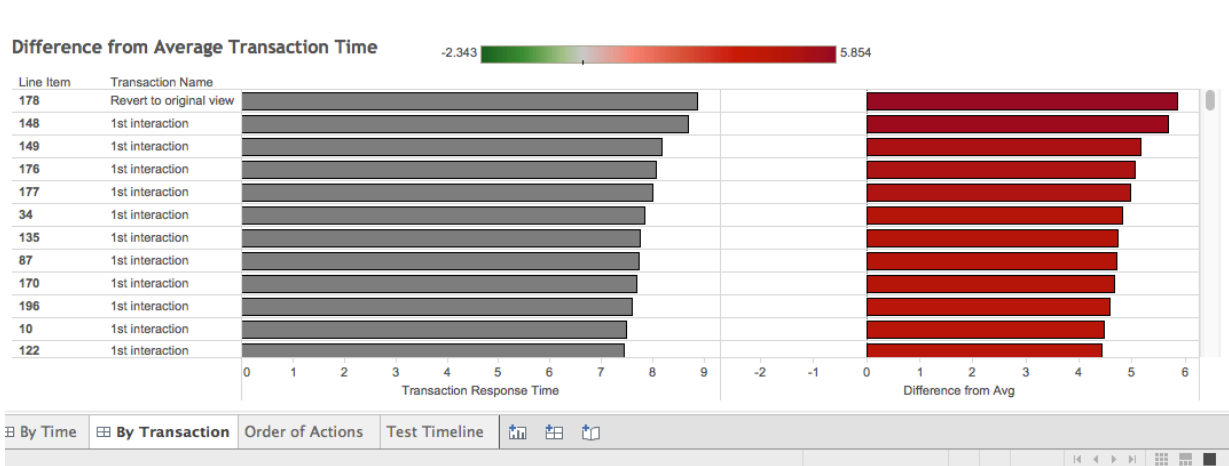 Difference from Average Transaction Time
-2.343 5.854
Line Item Transaction Name
178 Revert to original view
148 1st interaction
149 1st interaction
176 1st interaction
177 1st interaction
34 1st interaction
135 1st interaction
87 1st interaction
170 1st interaction
196 1st interaction
10 1st interaction
122 1st interaction
0 1 2 3 4 5 6 7 8 9 -2 -1 0 1 2 3 4 5 6
Transaction Response Time Difference from Avg
By Time By Transaction Order of Actions Test Timeline